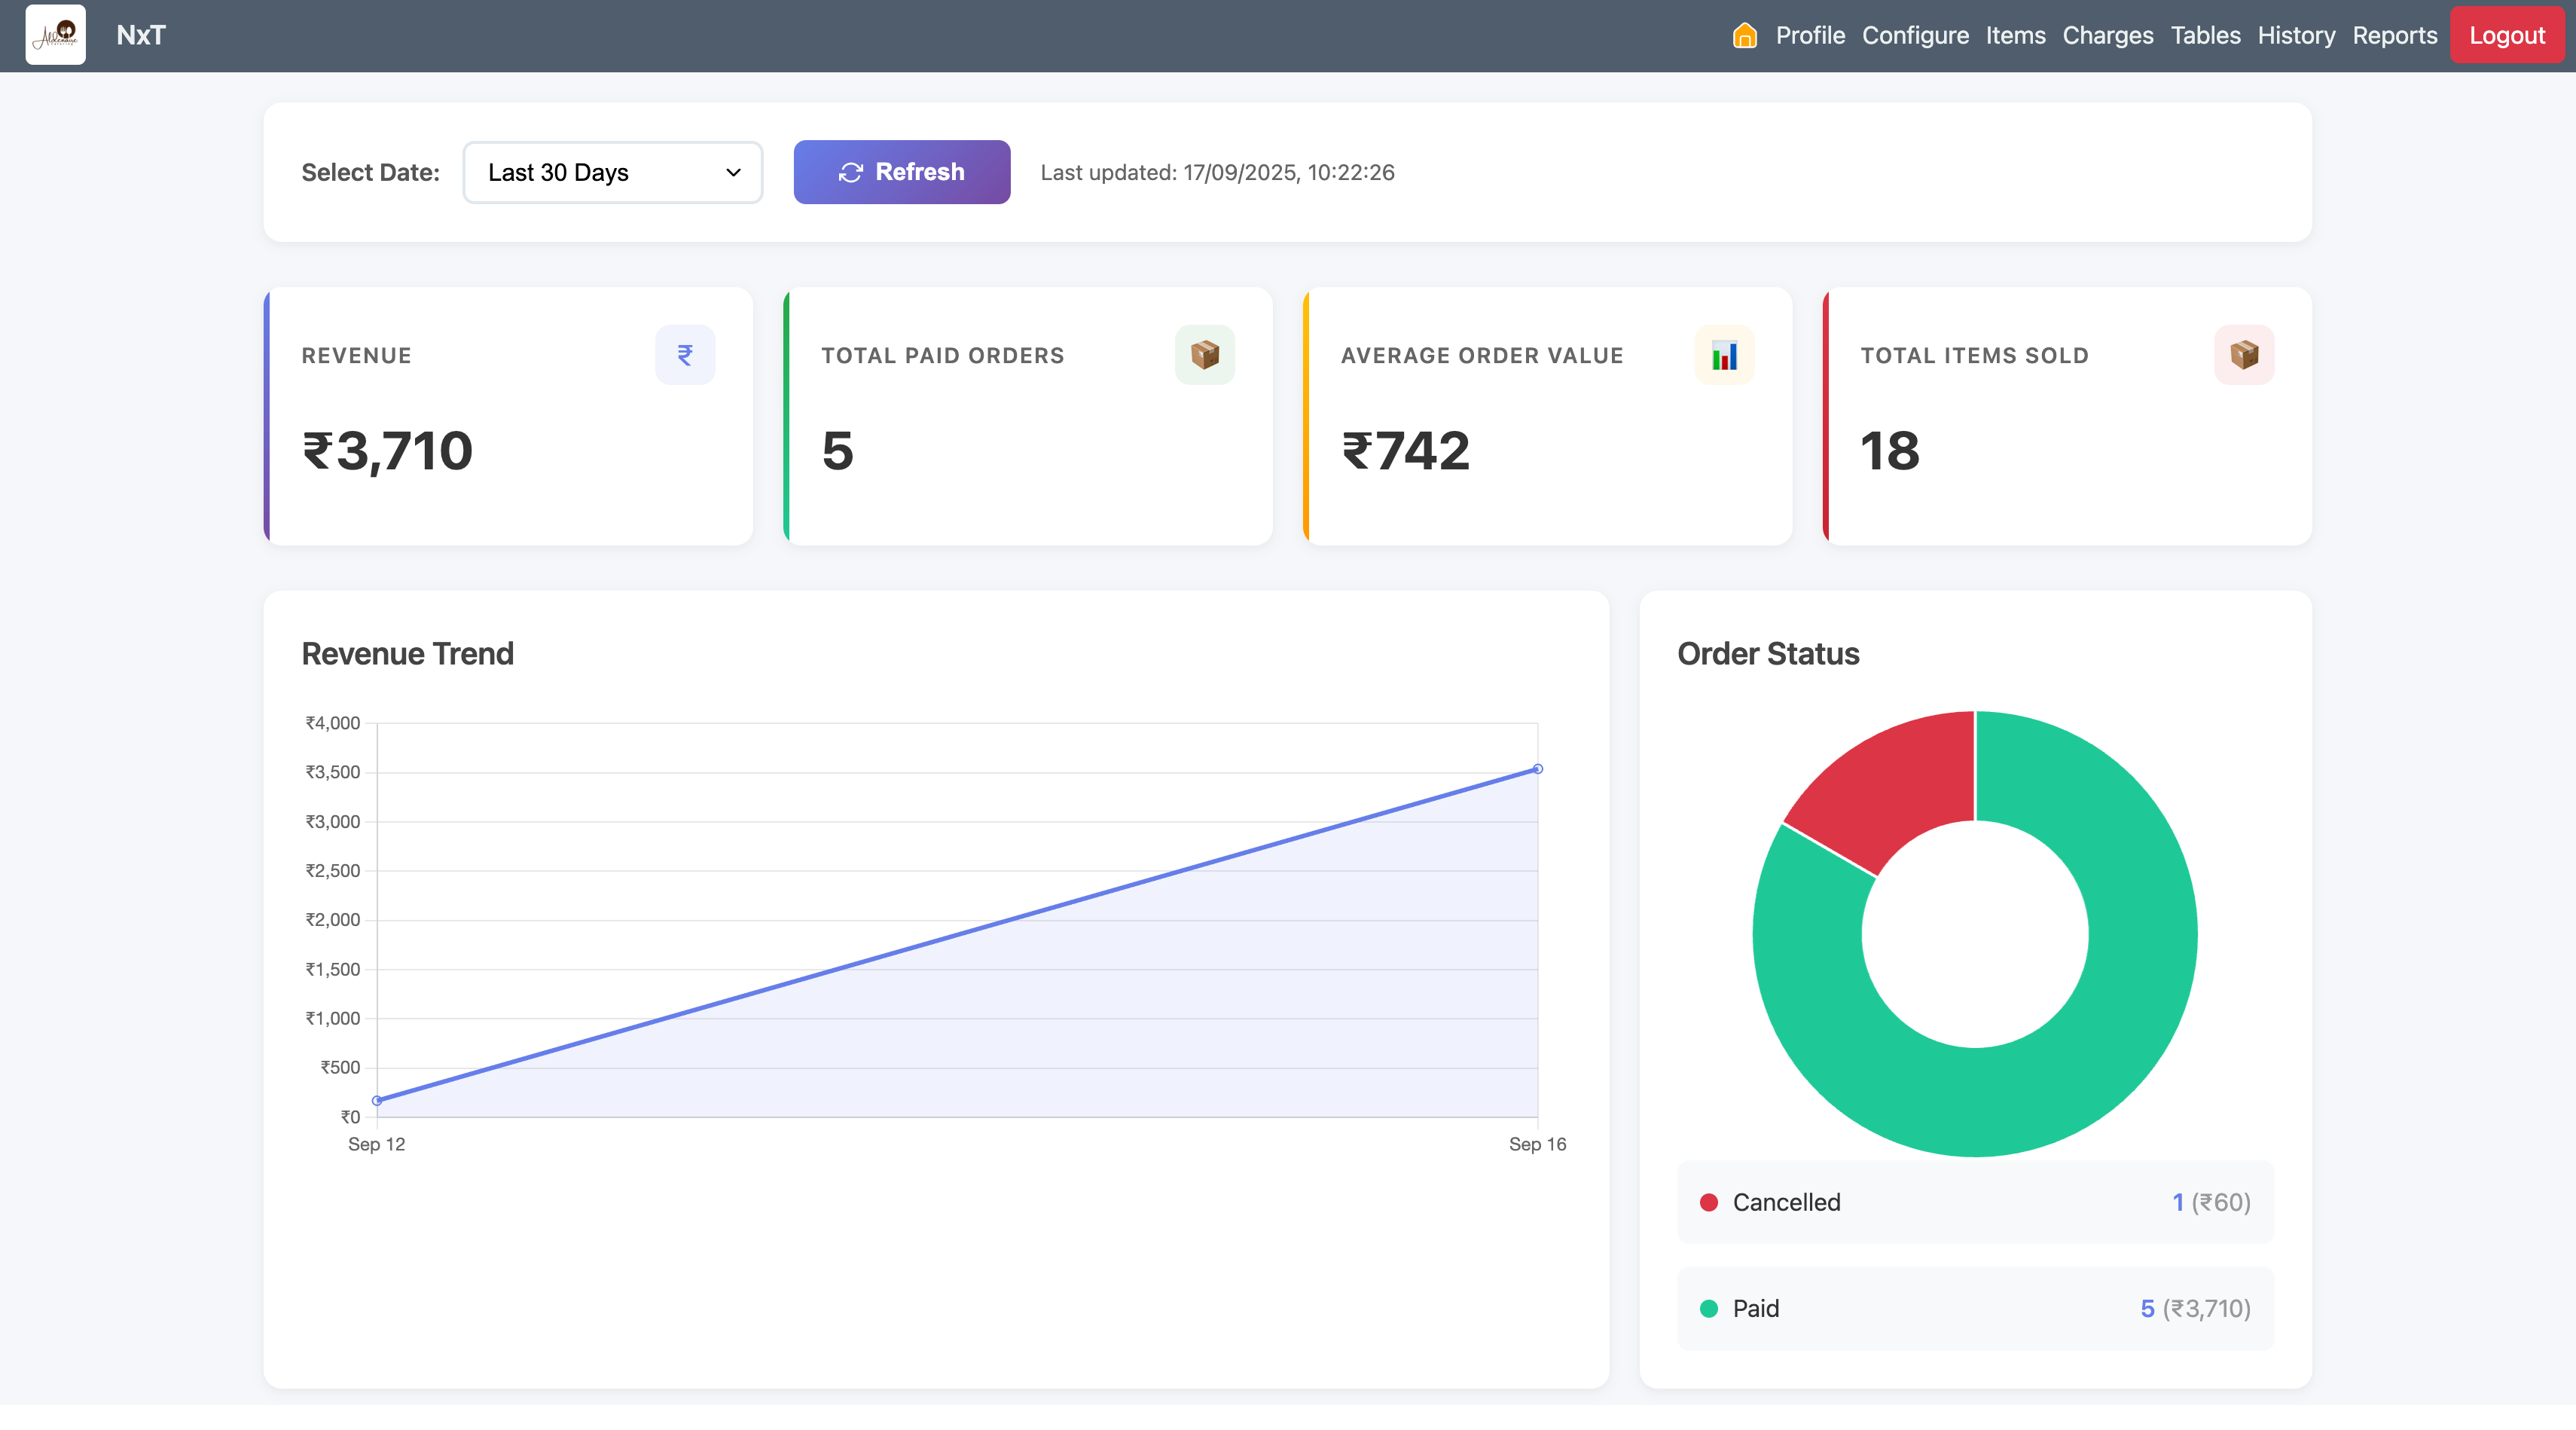 NxT
Profile Configure Items Charges Tables History Reports Logout
Select Date: Last 30 Days Refresh Last updated: 17/09/2025, 10:22:26
REVENUE ₹
₹3,710
TOTAL PAID ORDERS
5
AVERAGE ORDER VALUE
₹742
TOTAL ITEMS SOLD
18
Revenue Trend
₹4,000
₹3,500
₹3,000
₹2,500
₹2,000
₹1,500
₹1,000
₹500
₹0
Sep 12 Sep 16
Order Status
Cancelled 1 (₹60)
Paid 5 (₹3,710)